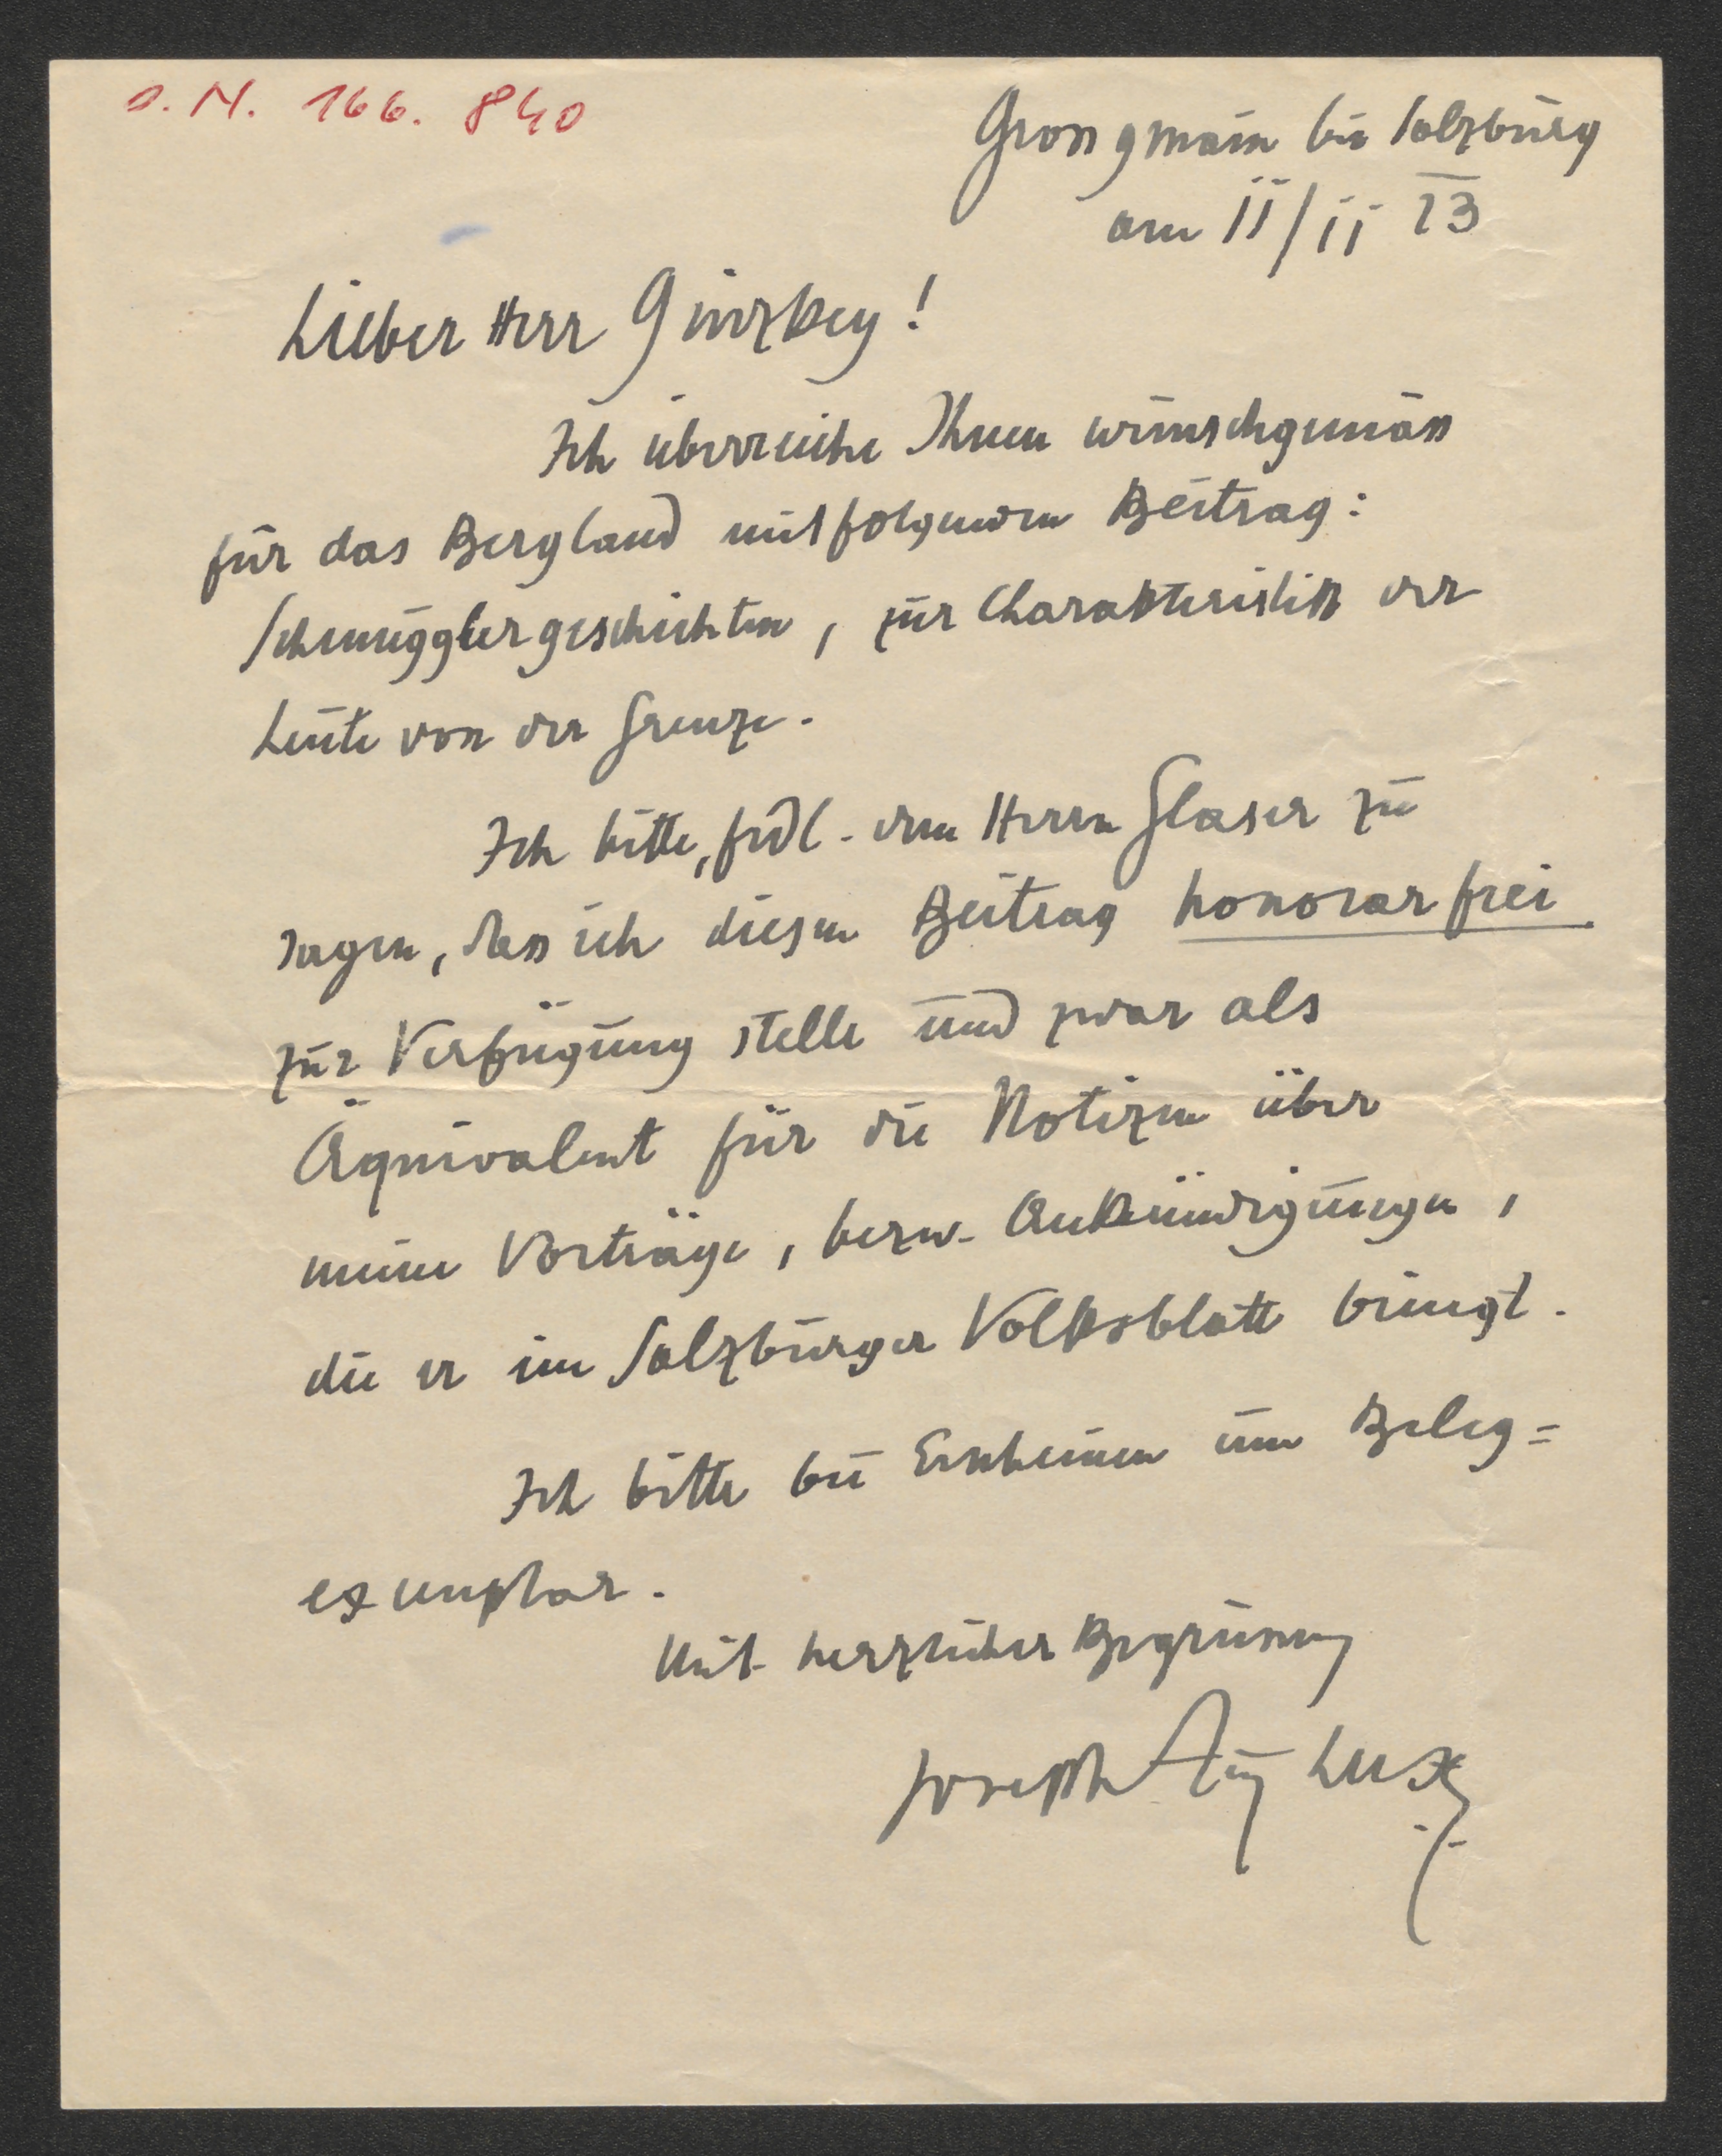 o. N. 166. 840
Grossgmain bei Salzburg
am 11/11 23
Lieber Herr Ginzkey!
Ich überreiche Ihnen wunschgemäss
für das Bergland mitfolgenden Beitrag:
Schmugglergeschichten, zur Charakteristik der
Leute von der Grenze.
Ich bitte, frdl. dem Herrn Glaser zu
sagen, dass ich diesen Beitrag honorarfrei
zur Verfügung stelle und zwar als
Äquivalent für die Notizen über
meine Vorträge, bezw. Ankündigungen,
die er im Salzburger Volksblatt bringt.
Ich bitte bei Erscheinen um Beleg=
exemplar.
Mit herzlicher Begrüssung
Joseph Aug Lux